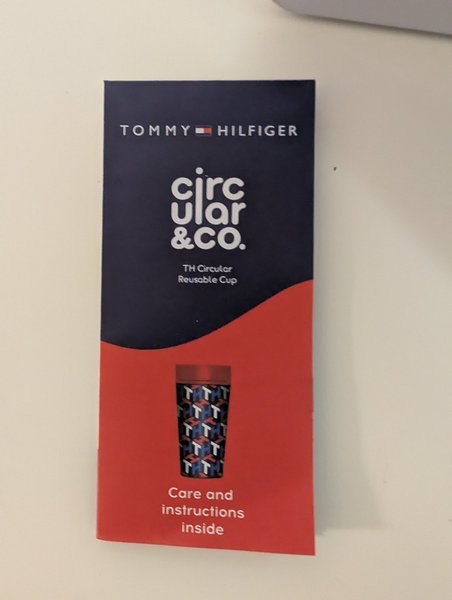 TOMMY HILFIGER
circ
ular
&co.
TH Circular
Reusable Cup
Care and
instructions
inside